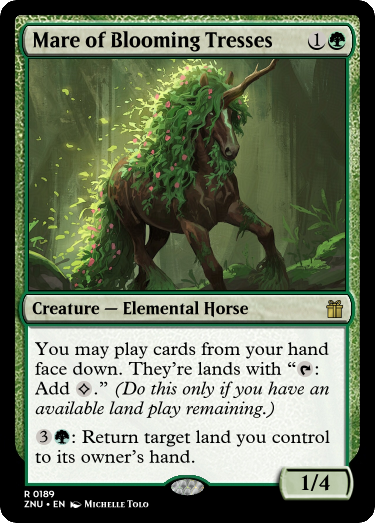 Mare of Blooming Tresses 1
Creature — Elemental Horse
You may play cards from your hand
face down. They're lands with “:
Add .” (Do this only if you have an
available land play remaining.)
3: Return target land you control
to its owner's hand.
1/4
R 0189
ZNU • EN Michelle Tolo